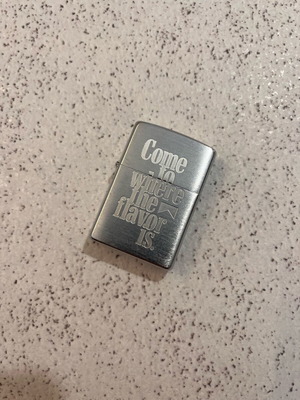 Come
to
where
the
flavor
is.